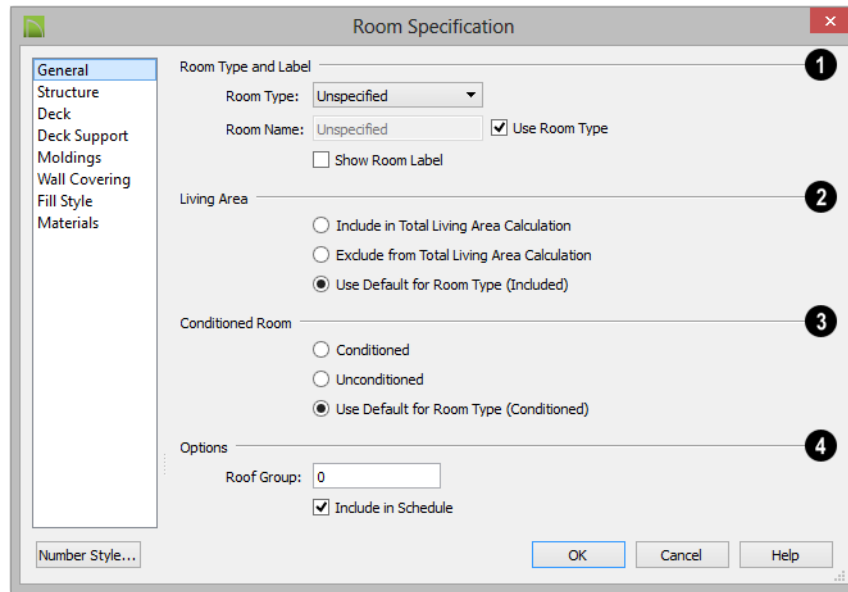 Room Specification
General
Structure
Deck
Deck Support
Moldings
Wall Covering
Fill Style
Materials
Room Type and Label 1
Room Type: Unspecified
Room Name: Unspecified Use Room Type
Show Room Label
Living Area 2
Include in Total Living Area Calculation
Exclude from Total Living Area Calculation
Use Default for Room Type (Included)
Conditioned Room 3
Conditioned
Unconditioned
Use Default for Room Type (Conditioned)
Options 4
Roof Group: 0
Include in Schedule
Number Style... OK Cancel Help